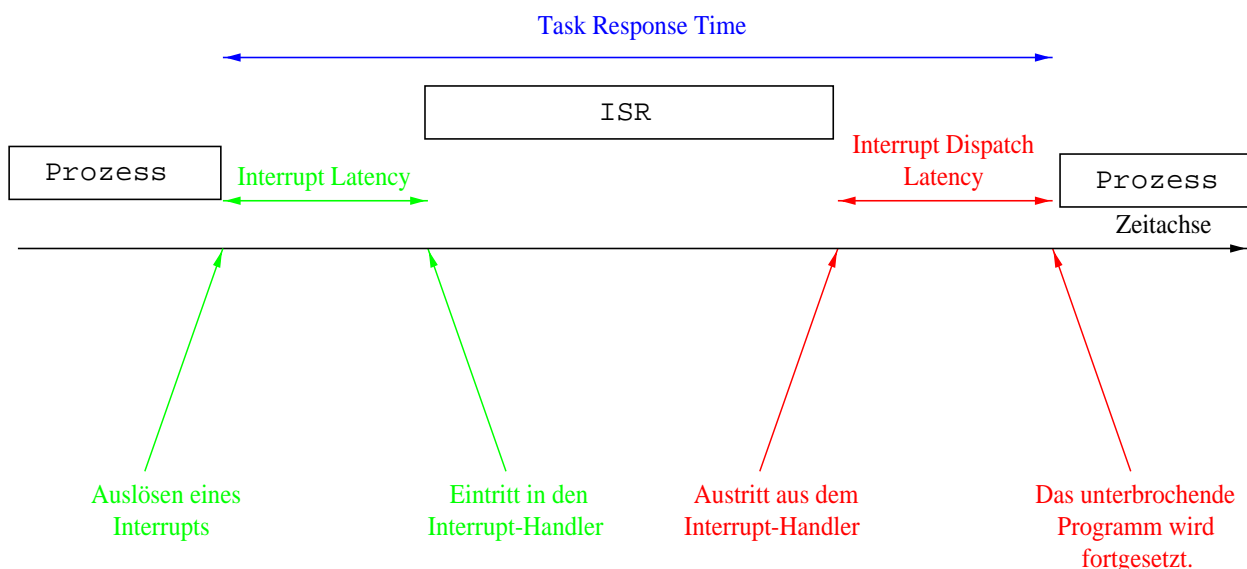 Task Response Time
ISR
Prozess
Interrupt Latency
Interrupt Dispatch
Latency
Prozess
Zeitachse
Auslösen eines
Interrupts
Eintritt in den
Interrupt-Handler
Austritt aus dem
Interrupt-Handler
Das unterbrochende
Programm wird
fortgesetzt.